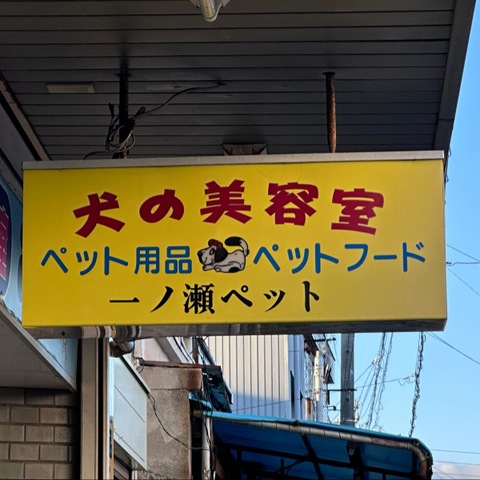 犬の美容室
ペット用品 ペットフード
一ノ瀬ペット